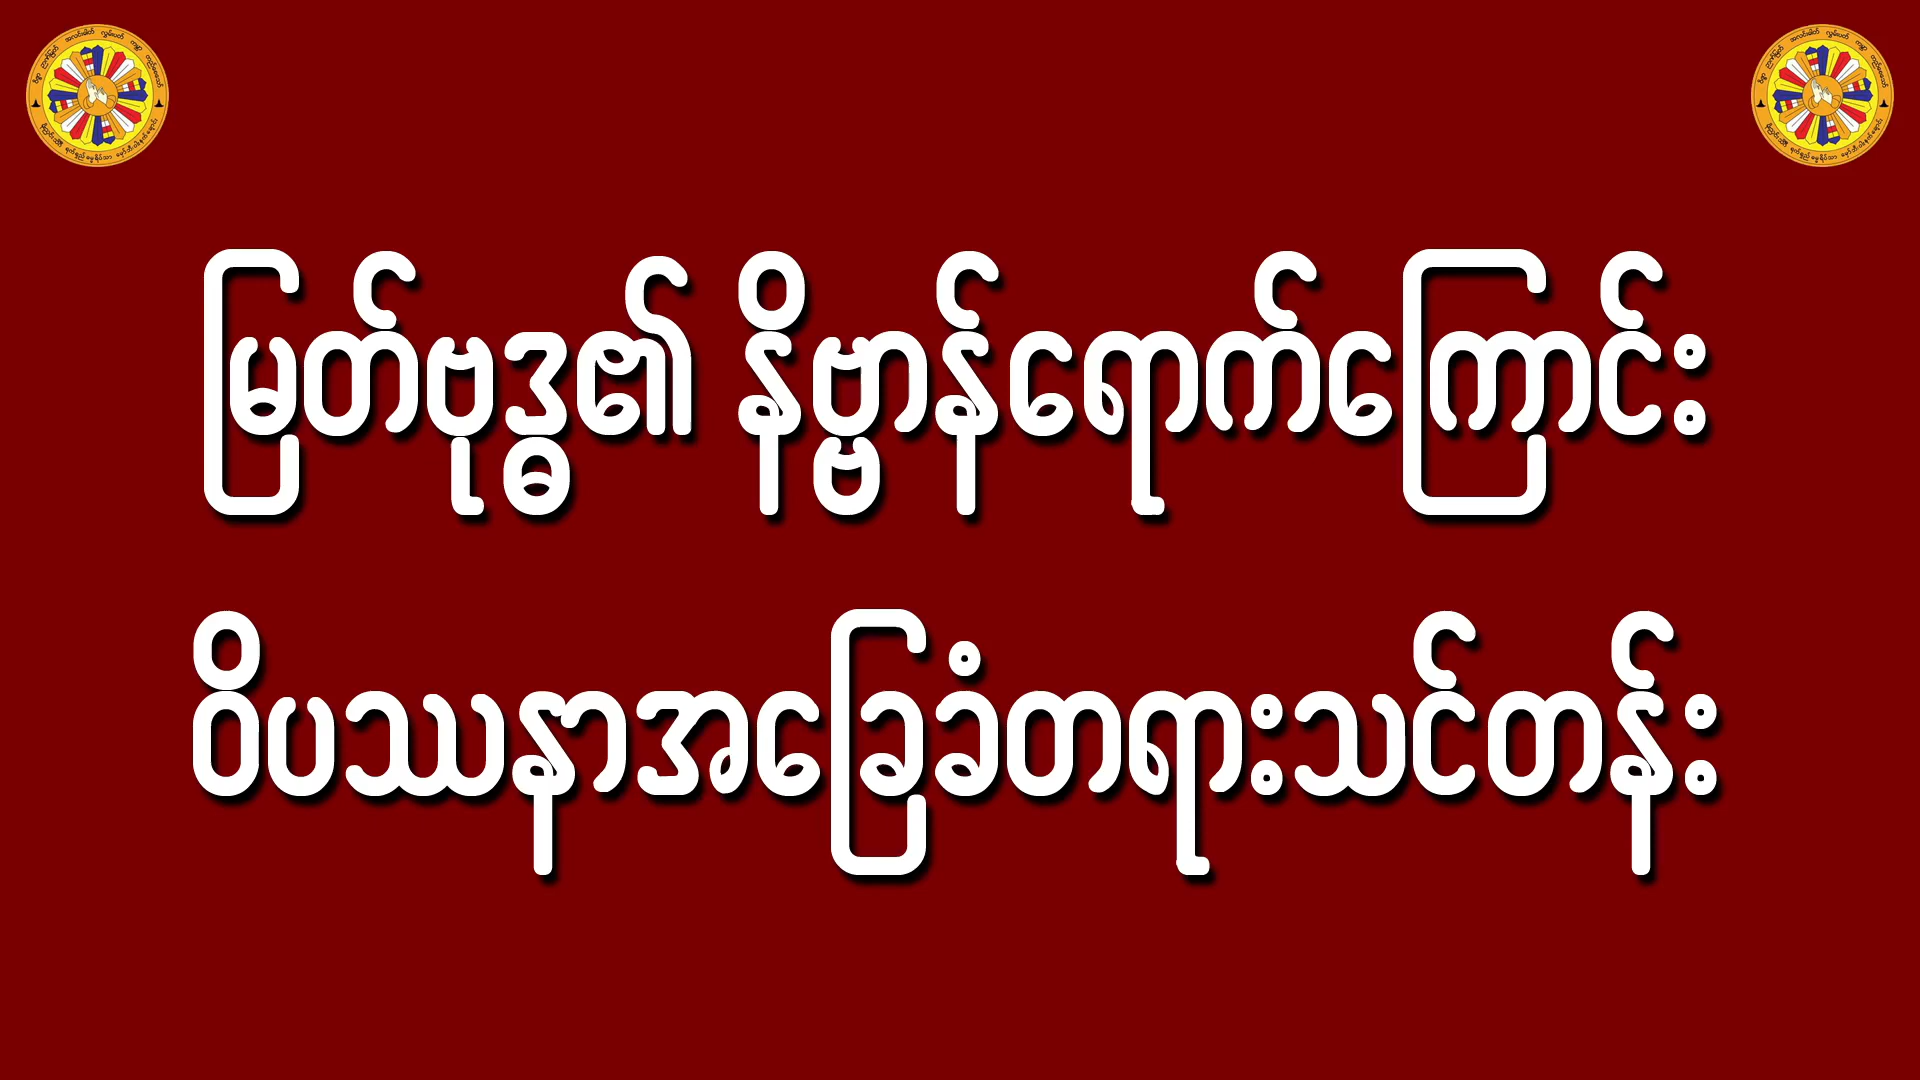 မြတ်ဗုဒ္ဓ၏ နိဗ္ဗာန်ရောက်ကြောင်း
ဝိပဿနာအခြေခံတရားသင်တန်း